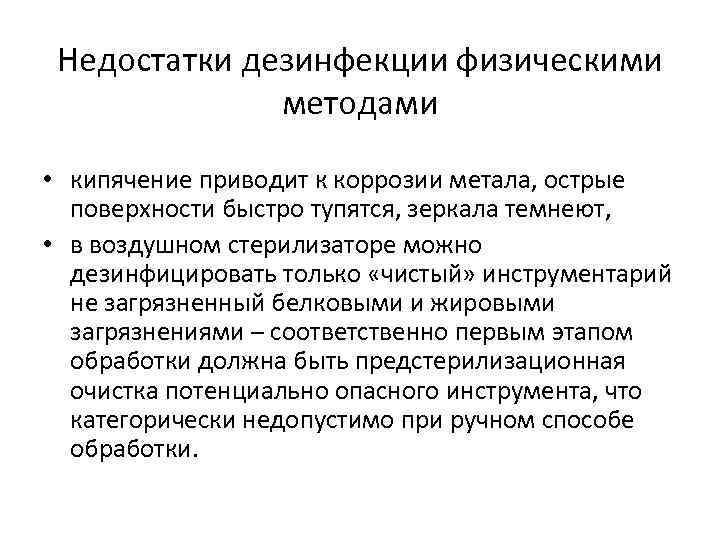 Недостатки дезинфекции физическими
методами
• кипячение приводит к коррозии метала, острые
поверхности быстро тупятся, зеркала темнеют,
• в воздушном стерилизаторе можно
дезинфицировать только «чистый» инструментарий
не загрязненный белковыми и жировыми
загрязнениями – соответственно первым этапом
обработки должна быть предстерилизационная
очистка потенциально опасного инструмента, что
категорически недопустимо при ручном способе
обработки.